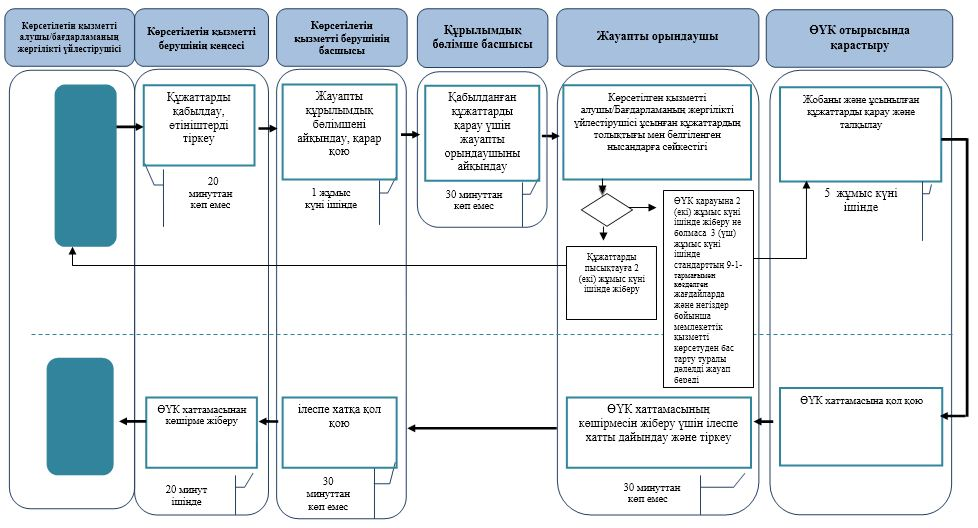 Көрсетілетін қызметті
алушы/бағдарламаның
жергілікті үйлестірушісі
Көрсетілетін қызметті
берушінің кеңсесі
Көрсетілетін
қызметті берушінің
басшысы
Құрылымдық
бөлімше басшысы
Жауапты орындаушы
ӨҮК отырысында
қарастыру
Құжаттарды
қабылдау,
өтініштерді
тіркеу
20
минуттан
көп емес
Жауапты
құрылымдық
бөлімшені
айқындау, қарар
қою
1 жұмыс
күні ішінде
Қабылданған
құжаттарды
қарау үшін
жауапты
орындаушыны
айқындау
30 минуттан
көп емес
Көрсетілген қызметті
алушы/Бағдарламаның жергілікті
үйлестірушісі ұсынған құжаттардың
толықтығы мен белгіленген
нысандарға сәйкестігі
Құжаттарды
пысықтауға 2
(екі) жұмыс күні
ішінде жіберу
ӨҮК қарауына 2
(екі) жұмыс күні
ішінде жіберу не
болмаса 3 (үш)
жұмыс күні
ішінде
стандарттың 9-1-
тармағымен
көзделген
жағдайларда
және негіздер
бойынша
мемлекеттік
қызметті
көрсетуден бас
тарту туралы
дәлелді жауап
береді
Жобаны және ұсынылған
құжаттарды қарау және
талқылау
5 жұмыс күні
ішінде
ӨҮК хаттамасына қол қою
ӨҮК хаттамасының
көшірмесін жіберу үшін ілеспе
хатты дайындау және тіркеу
30 минуттан
көп емес
ілеспе хатқа қол
қою
30
минуттан
көп емес
ӨҮК хаттамасынан
көшірме жіберу
20 минут
ішінде